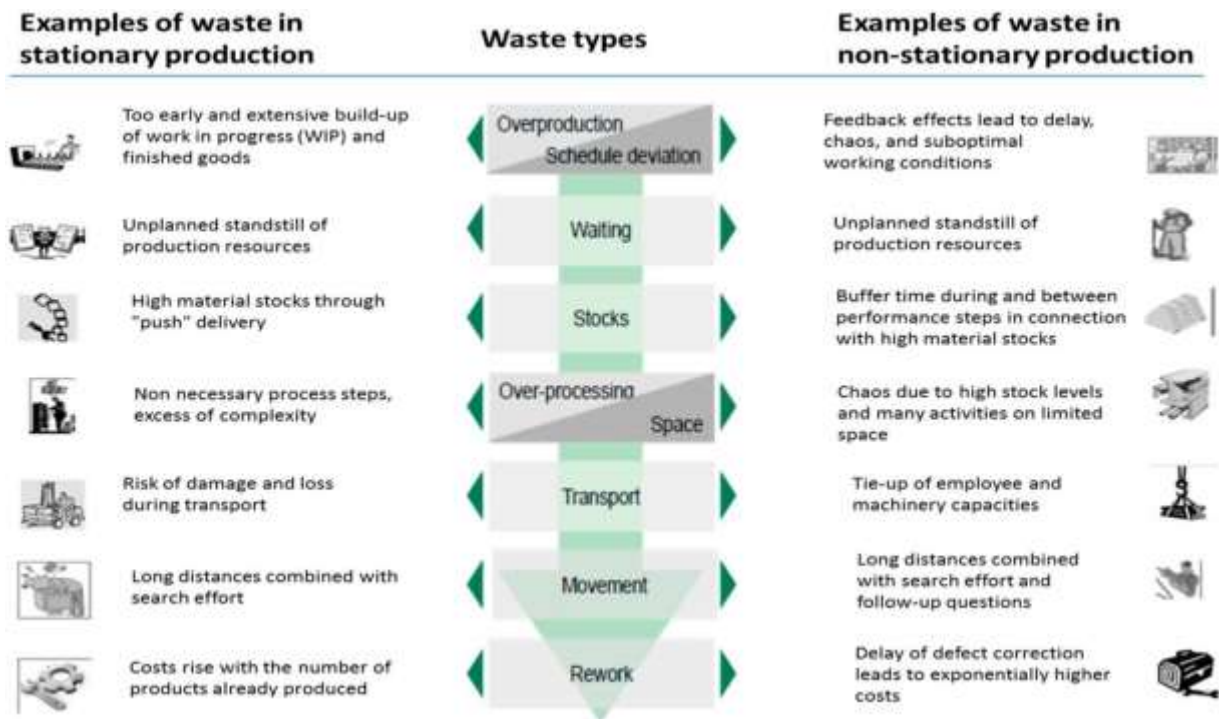 Examples of waste in
stationary production
Waste types
Examples of waste in
non-stationary production
Too early and extensive build-up
of work in progress (WIP) and
finished goods
Overproduction
Schedule deviation
Feedback effects lead to delay,
chaos, and suboptimal
working conditions
Unplanned standstill of
production resources
Waiting
Unplanned standstill of
production resources
High material stocks through
"push" delivery
Stocks
Buffer time during and between
performance steps in connection
with high material stocks
Non necessary process steps,
excess of complexity
Over-processing
Space
Chaos due to high stock levels
and many activities on limited
space
Risk of damage and loss
during transport
Transport
Tie-up of employee and
machinery capacities
Long distances combined with
search effort
Movement
Long distances combined
with search effort and
follow-up questions
Costs rise with the number of
products already produced
Rework
Delay of defect correction
leads to exponentially higher
costs